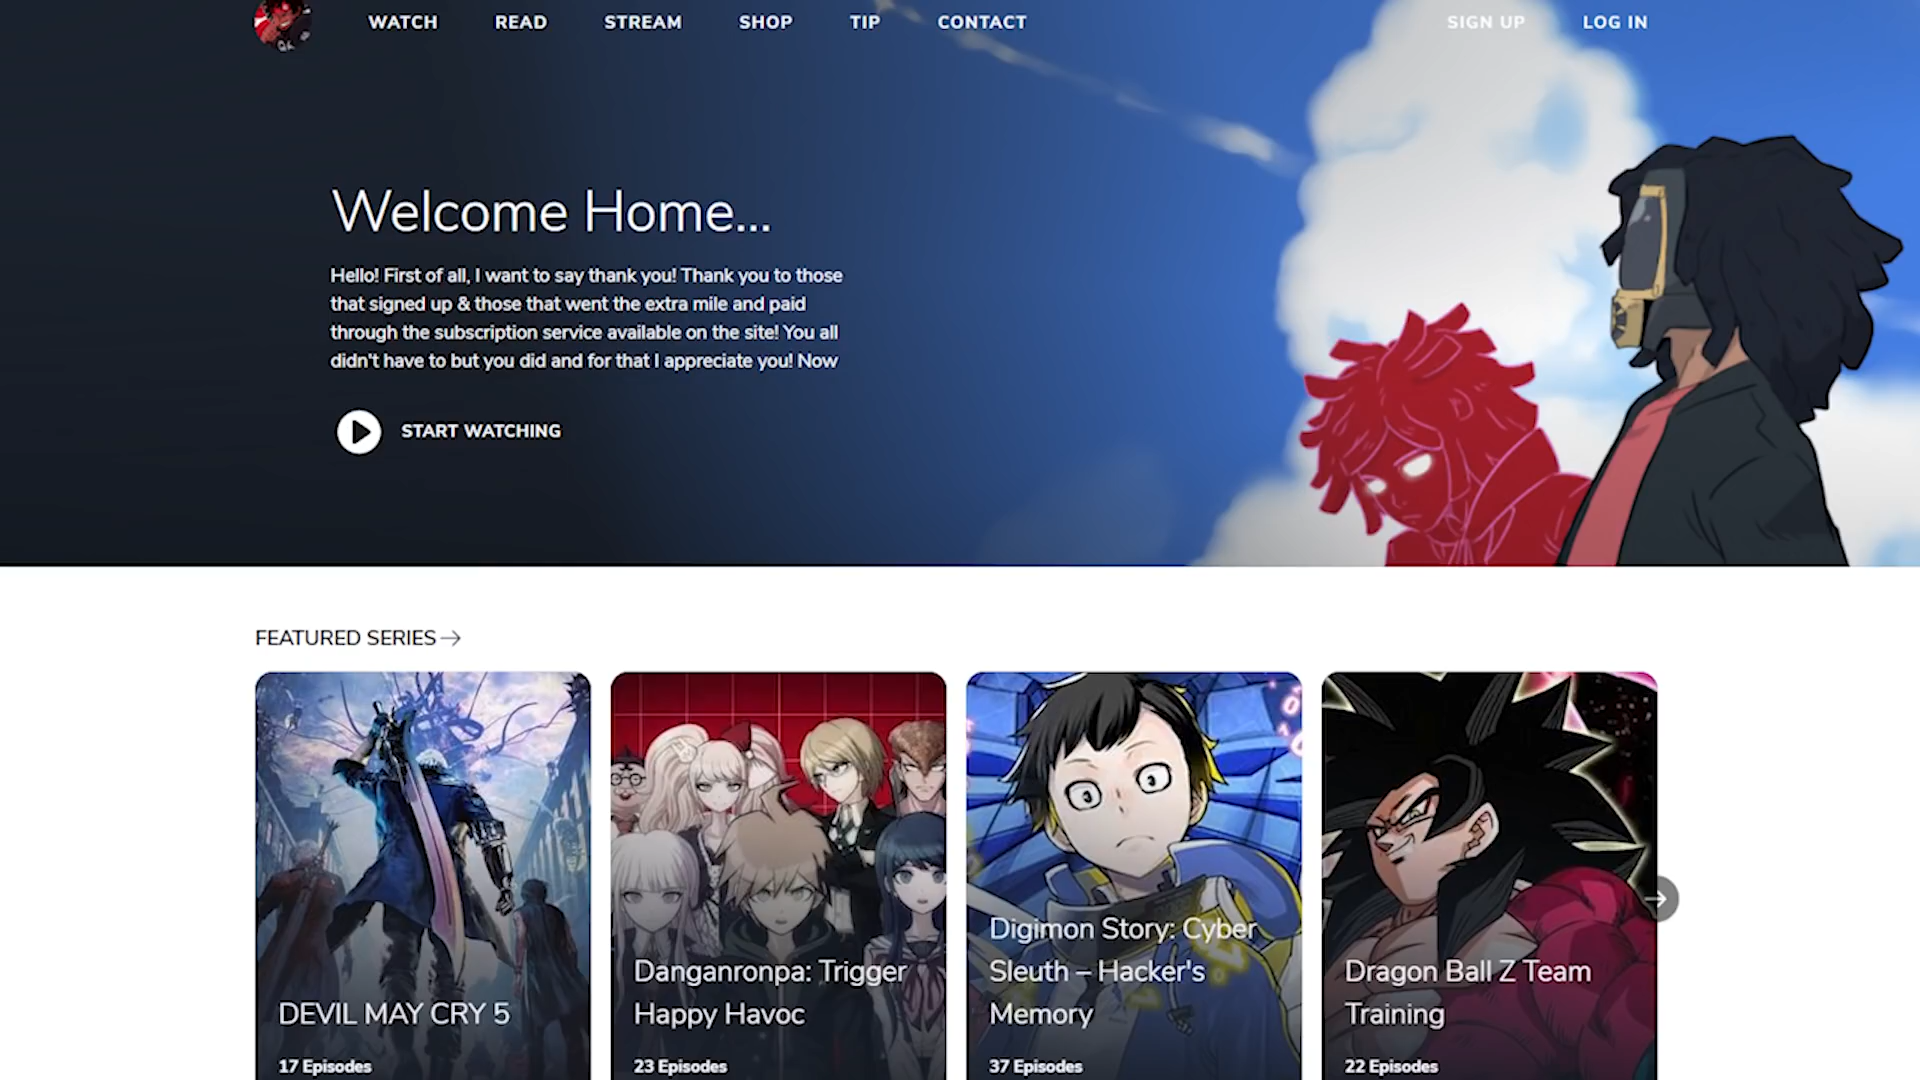 WATCH READ STREAM SHOP TIP CONTACT SIGN UP LOG IN
Welcome Home...
Hello! First of all, I want to say thank you! Thank you to those
that signed up & those that went the extra mile and paid
through the subscription service available on the site! You all
didn't have to but you did and for that I appreciate you! Now
START WATCHING
FEATURED SERIES
DEVIL MAY CRY 5
17 Episodes
Danganronpa: Trigger
Happy Havoc
23 Episodes
Digimon Story: Cyber
Sleuth – Hacker's
Memory
37 Episodes
Dragon Ball Z Team
Training
22 Episodes